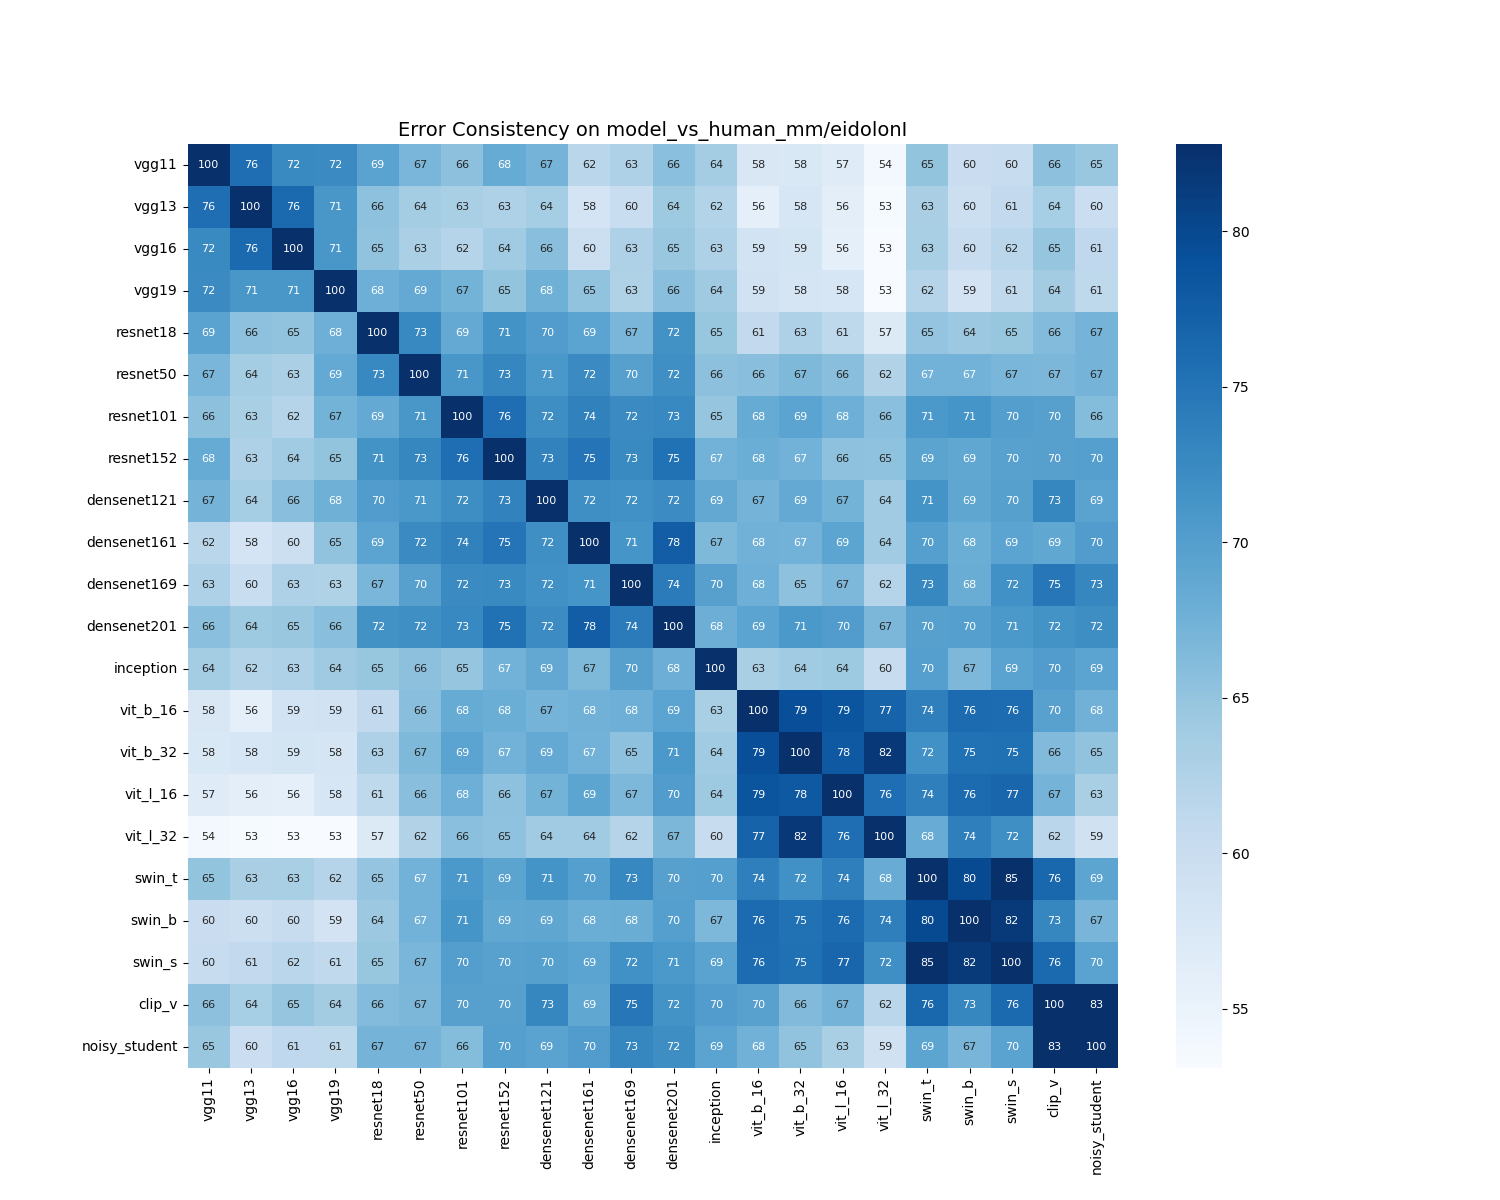 Error Consistency on model_vs_human_mm/eidolonI
vgg11 100 76 72 72 69 67 66 68 67 62 63 66 64 58 58 57 54 65 60 60 66 65
vgg13 76 100 76 71 66 64 63 63 64 58 60 64 62 56 58 56 53 63 60 61 64 60
vgg16 72 76 100 71 65 63 62 64 66 60 63 65 63 59 59 56 53 63 60 62 65 61
vgg19 72 71 71 100 68 69 67 65 68 65 63 66 64 59 58 58 53 62 59 61 64 61
resnet18 69 66 65 68 100 73 69 71 70 69 67 72 65 61 63 61 57 65 64 65 66 67
resnet50 67 64 63 69 73 100 71 73 71 72 70 72 66 66 67 66 62 67 67 67 67 67
resnet101 66 63 62 67 69 71 100 76 72 74 72 73 65 68 69 68 66 71 71 70 70 66
resnet152 68 63 64 65 71 73 76 100 73 75 73 75 67 68 67 66 65 69 69 70 70 70
densenet121 67 64 66 68 70 71 72 73 100 72 72 72 69 67 69 67 64 71 69 70 73 69
densenet161 62 58 60 65 69 72 74 75 72 100 71 78 67 68 67 69 64 70 68 69 69 70
densenet169 63 60 63 63 67 70 72 73 72 71 100 74 70 68 65 67 62 73 68 72 75 73
densenet201 66 64 65 66 72 72 73 75 72 78 74 100 68 69 71 70 67 70 70 71 72 72
inception 64 62 63 64 65 66 65 67 69 67 70 68 100 63 64 64 60 70 67 69 70 69
vit_b_16 58 56 59 59 61 66 68 68 67 68 68 69 63 100 79 79 77 74 76 76 70 68
vit_b_32 58 58 59 58 63 67 69 67 69 67 65 71 64 79 100 78 82 72 75 75 66 65
vit_l_16 57 56 56 58 61 66 68 66 67 69 67 70 64 79 78 100 76 74 76 77 67 63
vit_l_32 54 53 53 53 57 62 66 65 64 64 62 67 60 77 82 76 100 68 74 72 62 59
swin_t 65 63 63 62 65 67 71 69 71 70 73 70 70 74 72 74 68 100 80 85 76 69
swin_b 60 60 60 59 64 67 71 69 69 68 68 70 67 76 75 76 74 80 100 82 73 67
swin_s 60 61 62 61 65 67 70 70 70 69 72 71 69 76 75 77 72 85 82 100 76 70
clip_v 66 64 65 64 66 67 70 70 73 69 75 72 70 70 66 67 62 76 73 76 100 83
noisy_student 65 60 61 61 67 67 66 70 69 70 73 72 69 68 65 63 59 69 67 70 83 100
vgg11 vgg13 vgg16 vgg19 resnet18 resnet50 resnet101 resnet152 densenet121 densenet161 densenet169 densenet201 inception vit_b_16 vit_b_32 vit_l_16 vit_l_32 swin_t swin_b swin_s clip_v noisy_student
80
75
70
65
60
55